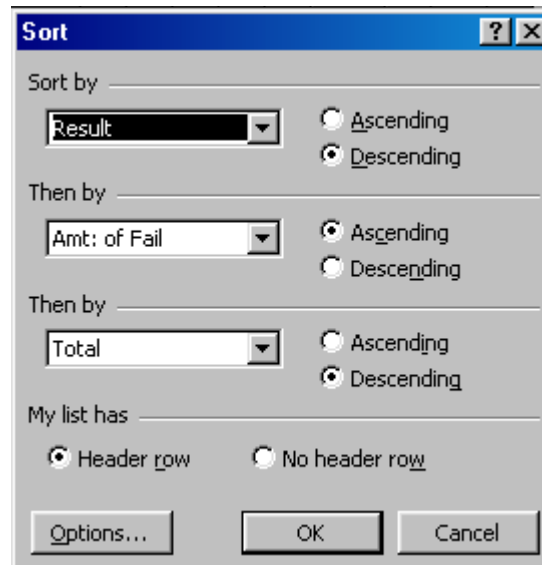 Sort ? X
Sort by
Result Ascending
Descending
Then by
Amt: of Fail Ascending
Descending
Then by
Total Ascending
Descending
My list has
Header row No header row
Options... OK Cancel